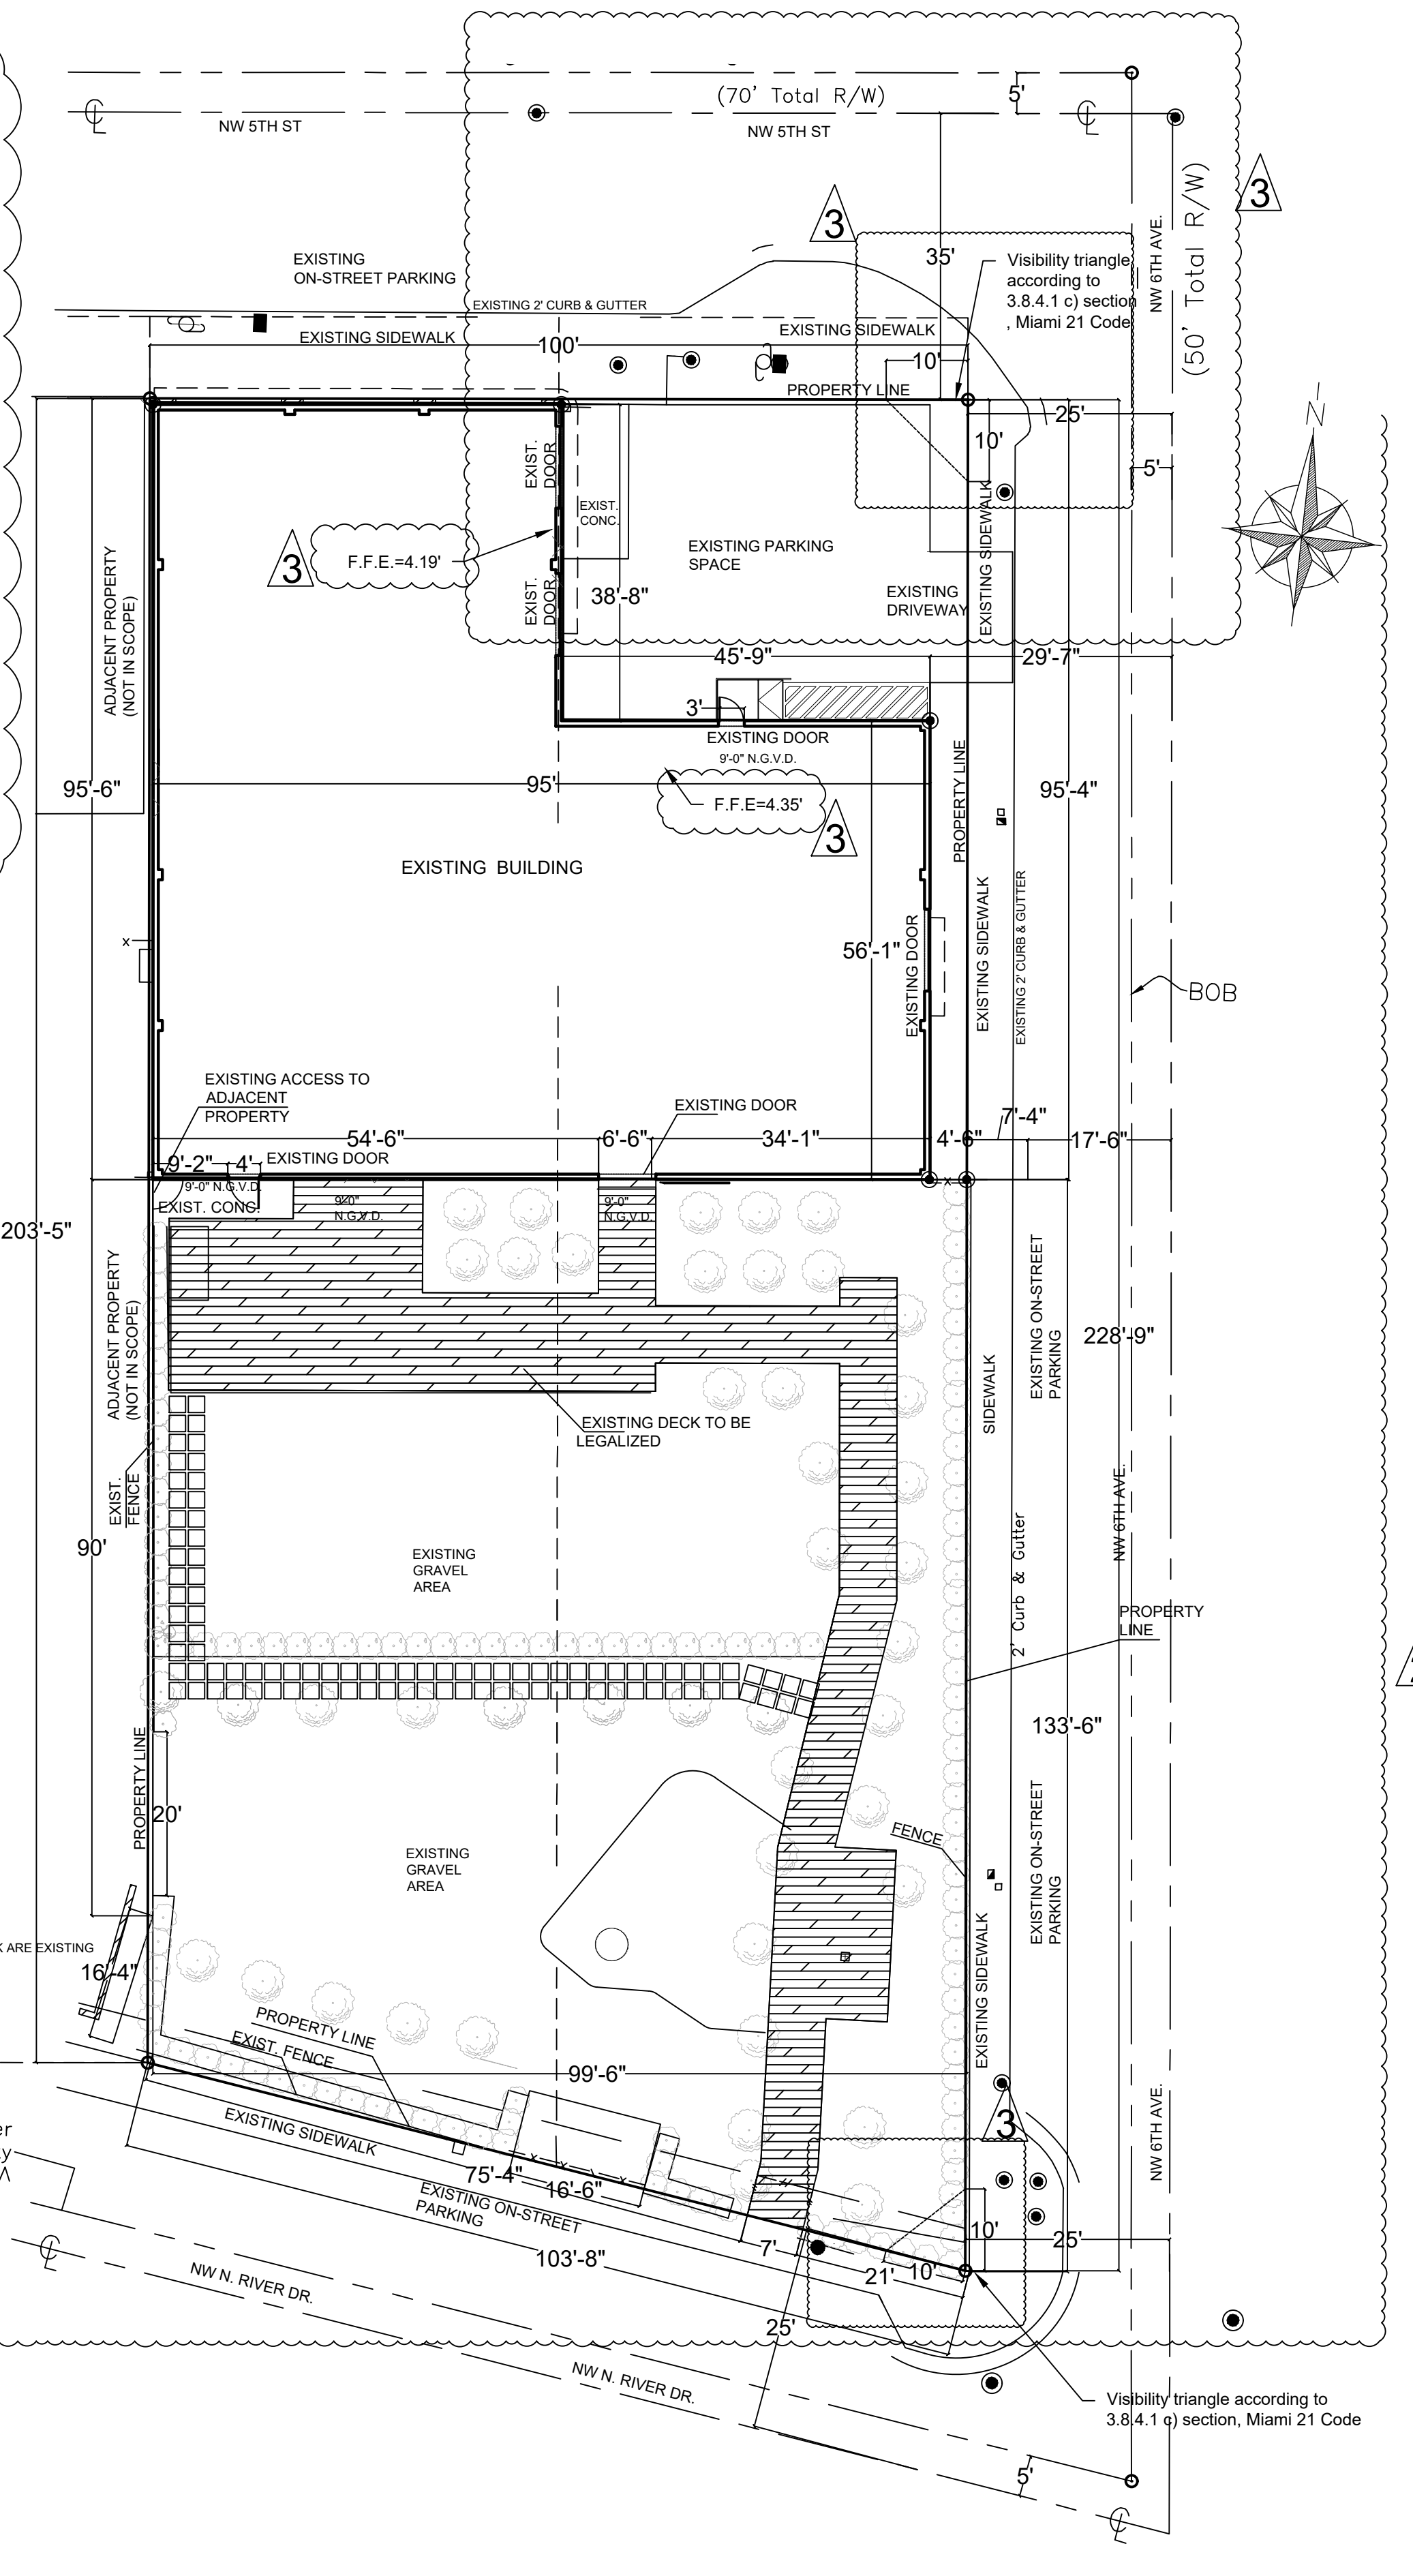 (70' Total R/W)
5'
NW 5TH ST
NW 5TH ST
3
3
(50' Total R/W)
NW 6TH AVE.
EXISTING
ON-STREET PARKING
35'
Visibility triangle
according to
3.8.4.1 c) section
, Miami 21 Code
EXISTING 2' CURB & GUTTER
EXISTING SIDEWALK
EXISTING SIDEWALK
100'
10'
PROPERTY LINE
N
25'
10'
5'
EXIST.
DOOR
EXIST.
CONC.
EXISTING SIDEWALK
3
F.F.E.=4.19'
EXISTING PARKING
SPACE
EXIST.
DOOR
38'-8"
EXISTING
DRIVEWAY
ADJACENT PROPERTY
(NOT IN SCOPE)
45'-9"
29'-7"
3'
EXISTING DOOR
9'-0" N.G.V.D.
95'-6"
95'
F.F.E=4.35'
3
PROPERTY LINE
95'-4"
EXISTING BUILDING
EXISTING SIDEWALK
EXISTING 2' CURB & GUTTER
x
56'-1"
EXISTING DOOR
BOB
EXISTING ACCESS TO
ADJACENT
PROPERTY
EXISTING DOOR
7'-4"
54'-6"
6'-6"
34'-1"
4'-6"
17'-6"
9'-2"
4'
EXISTING DOOR
9'-0" N.G.V.D.
EXIST. CONC.
9'-0"
N.G.V.D.
9'-0"
N.G.V.D.
x
203'-5"
ADJACENT PROPERTY
(NOT IN SCOPE)
EXISTING ON-STREET
PARKING
228'-9"
SIDEWALK
EXISTING DECK TO BE
LEGALIZED
EXIST.
FENCE
90'
EXISTING
GRAVEL
AREA
2' Curb & Gutter
NW 6TH AVE.
PROPERTY
LINE
133'-6"
PROPERTY LINE
20'
EXISTING
GRAVEL
AREA
FENCE
EXISTING ON-STREET
PARKING
EXISTING SIDEWALK
K ARE EXISTING
16'-4"
PROPERTY LINE
EXIST. FENCE
99'-6"
3
NW 6TH AVE.
EXISTING SIDEWALK
75'-4"
16'-6"
EXISTING ON-STREET
PARKING
10'
25'
7'
103'-8"
21'
10'
NW N. RIVER DR.
25'
NW N. RIVER DR.
Visibility triangle according to
3.8.4.1 c) section, Miami 21 Code
5'